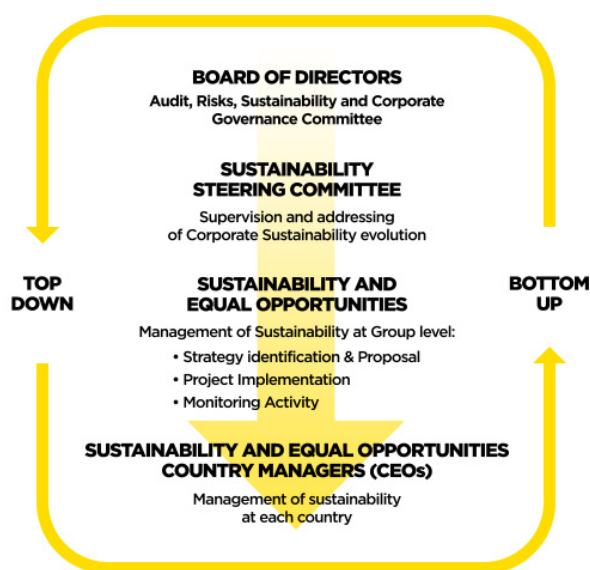 BOARD OF DIRECTORS
Audit, Risks, Sustainability and Corporate
Governance Committee
SUSTAINABILITY
STEERING COMMITTEE
Supervision and addressing
of Corporate Sustainability evolution
TOP
DOWN
SUSTAINABILITY AND
EQUAL OPPORTUNITIES
Management of Sustainability at Group level:
• Strategy identification & Proposal
• Project Implementation
• Monitoring Activity
BOTTOM
UP
SUSTAINABILITY AND EQUAL OPPORTUNITIES
COUNTRY MANAGERS (CEOs)
Management of sustainability
at each country